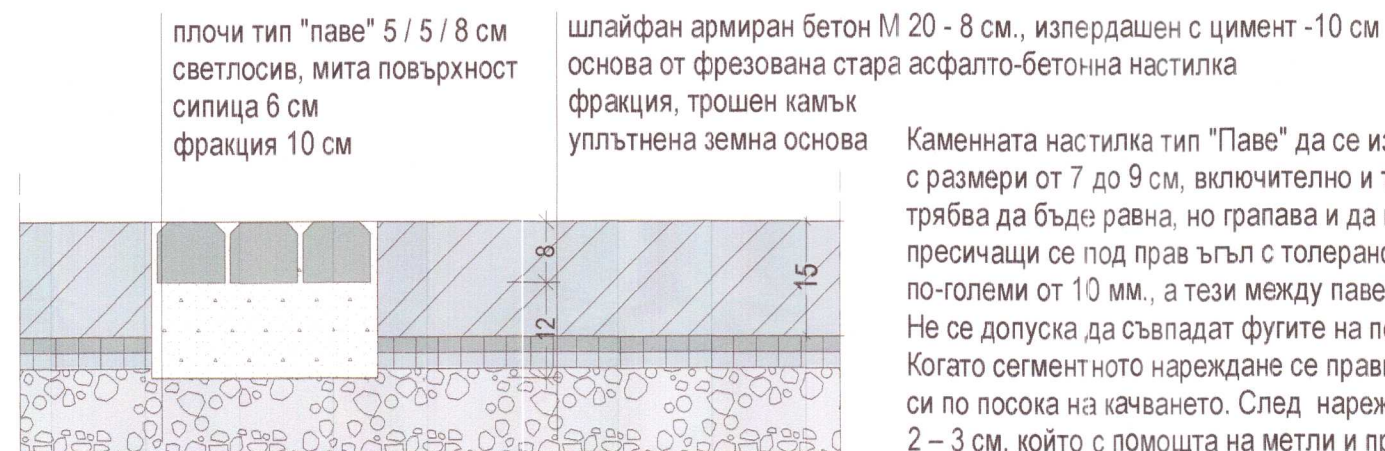 плочи тип "паве" 5 / 5 / 8 см
светлосив, мита повърхност
сипица 6 см
фракция 10 см
шлайфан армиран бетон М 20 - 8 см., изпердашен с цимент -10 см
основа от фрезована стара асфалто-бетонна настилка
фракция, трошен камък
уплътнена земна основа
Каменната настилка тип "Паве" да се
с размери от 7 до 9 см, включително и
трябва да бъде равна, но грапава и да
пресичащи се под прав ъгъл с
по-големи от 10 мм., а тези между
Не се допуска да съвпадат фугите на
Когато сегментното нареждане се
си по посока на качването. След
2 – 3 см, който с помощта на метли и
8
12
15